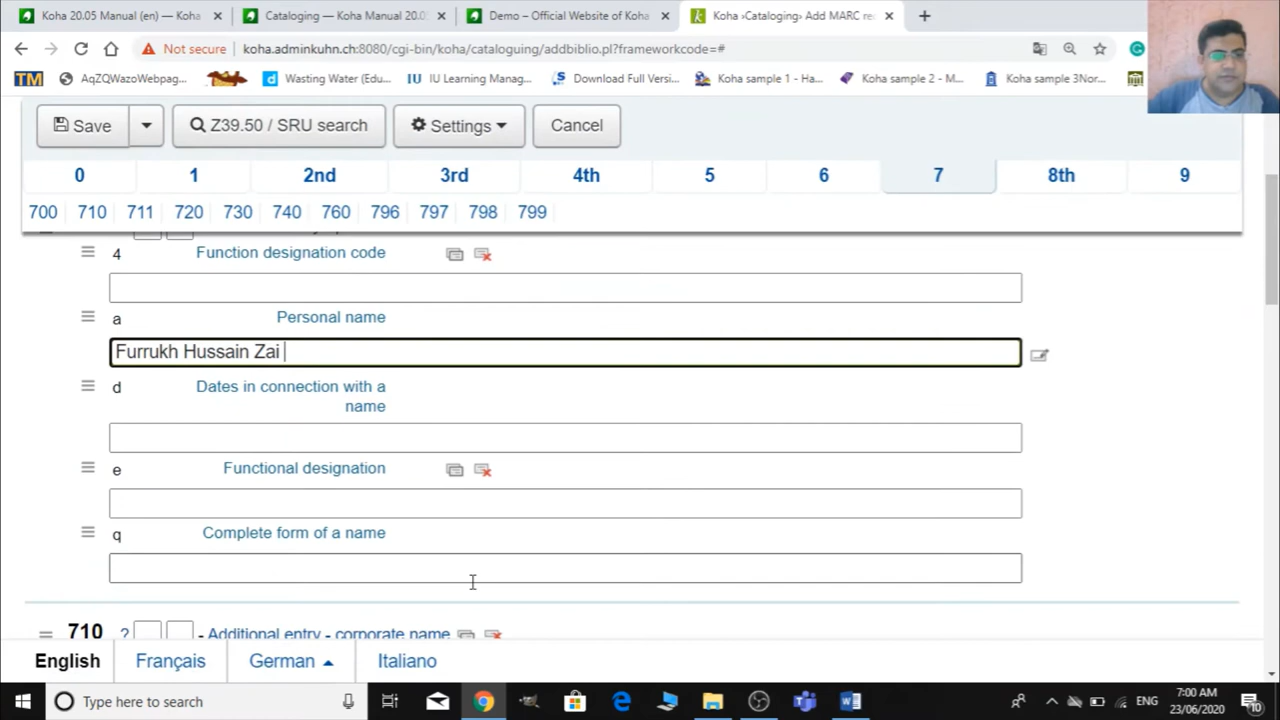 Koha 20.05 Manual (en) — Koha
Cataloging — Koha Manual 20.05
Demo – Official Website of Koha
Koha ›Cataloging› Add MARC rec
Not secure
koha.adminkuhn.ch:8080/cgi-bin/koha/cataloguing/addbiblio.pl?frameworkcode=#
TM
AqZQWazoWebpag...
Wasting Water (Edu...
IU
IU Learning Manag...
Download Full Versi...
Koha sample 1 - Ha...
Koha sample 2 - M...
Koha sample 3Nor...
Save
Z39.50 / SRU search
Settings
Cancel
0
1
2nd
3rd
4th
5
6
7
8th
9
700
710
711
720
730
740
760
796
797
798
799
4
Function designation code
a
Personal name
Furrukh Hussain Zai
d
Dates in connection with a
name
e
Functional designation
q
Complete form of a name
710
?
- Additional entry - corporate name
English
Français
German
Italiano
Type here to search
ENG
7:00 AM
23/06/2020
10